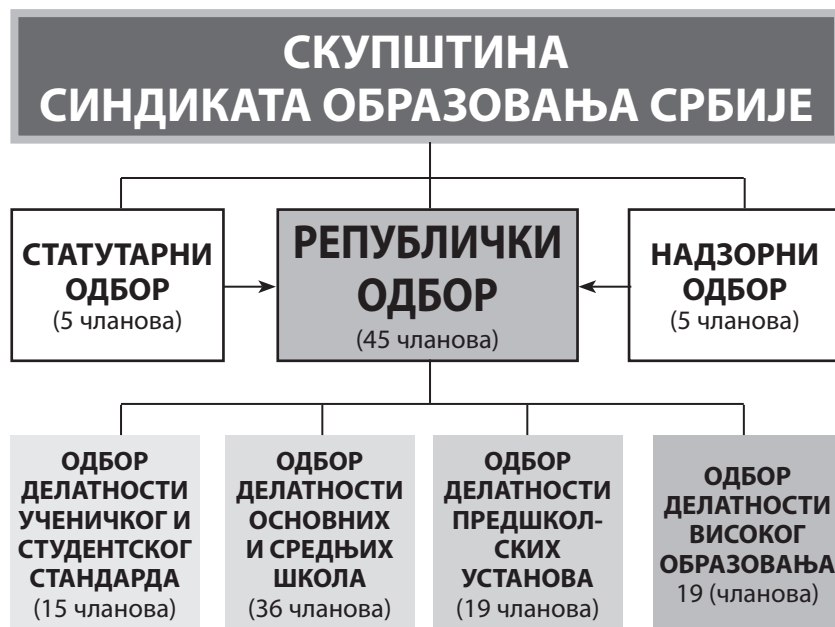 СКУПШТИНА
СИНДИКАТА ОБРАЗОВАЊА СРБИЈЕ
СТАТУТАРНИ
ОДБОР
(5 чланова)
РЕПУБЛИЧКИ
ОДБОР
(45 чланова)
НАДЗОРНИ
ОДБОР
(5 чланова)
ОДБОР
ДЕЛАТНОСТИ
УЧЕНИЧКОГ И
СТУДЕНТСКОГ
СТАНДАРДА
(15 чланова)
ОДБОР
ДЕЛАТНОСТИ
ОСНОВНИХ
И СРЕДЊИХ
ШКОЛА
(36 чланова)
ОДБОР
ДЕЛАТНОСТИ
ПРЕДШКОЛ-
СКИХ
УСТАНОВА
(19 чланова)
ОДБОР
ДЕЛАТНОСТИ
ВИСОКОГ
ОБРАЗОВАЊА
19 (чланова)